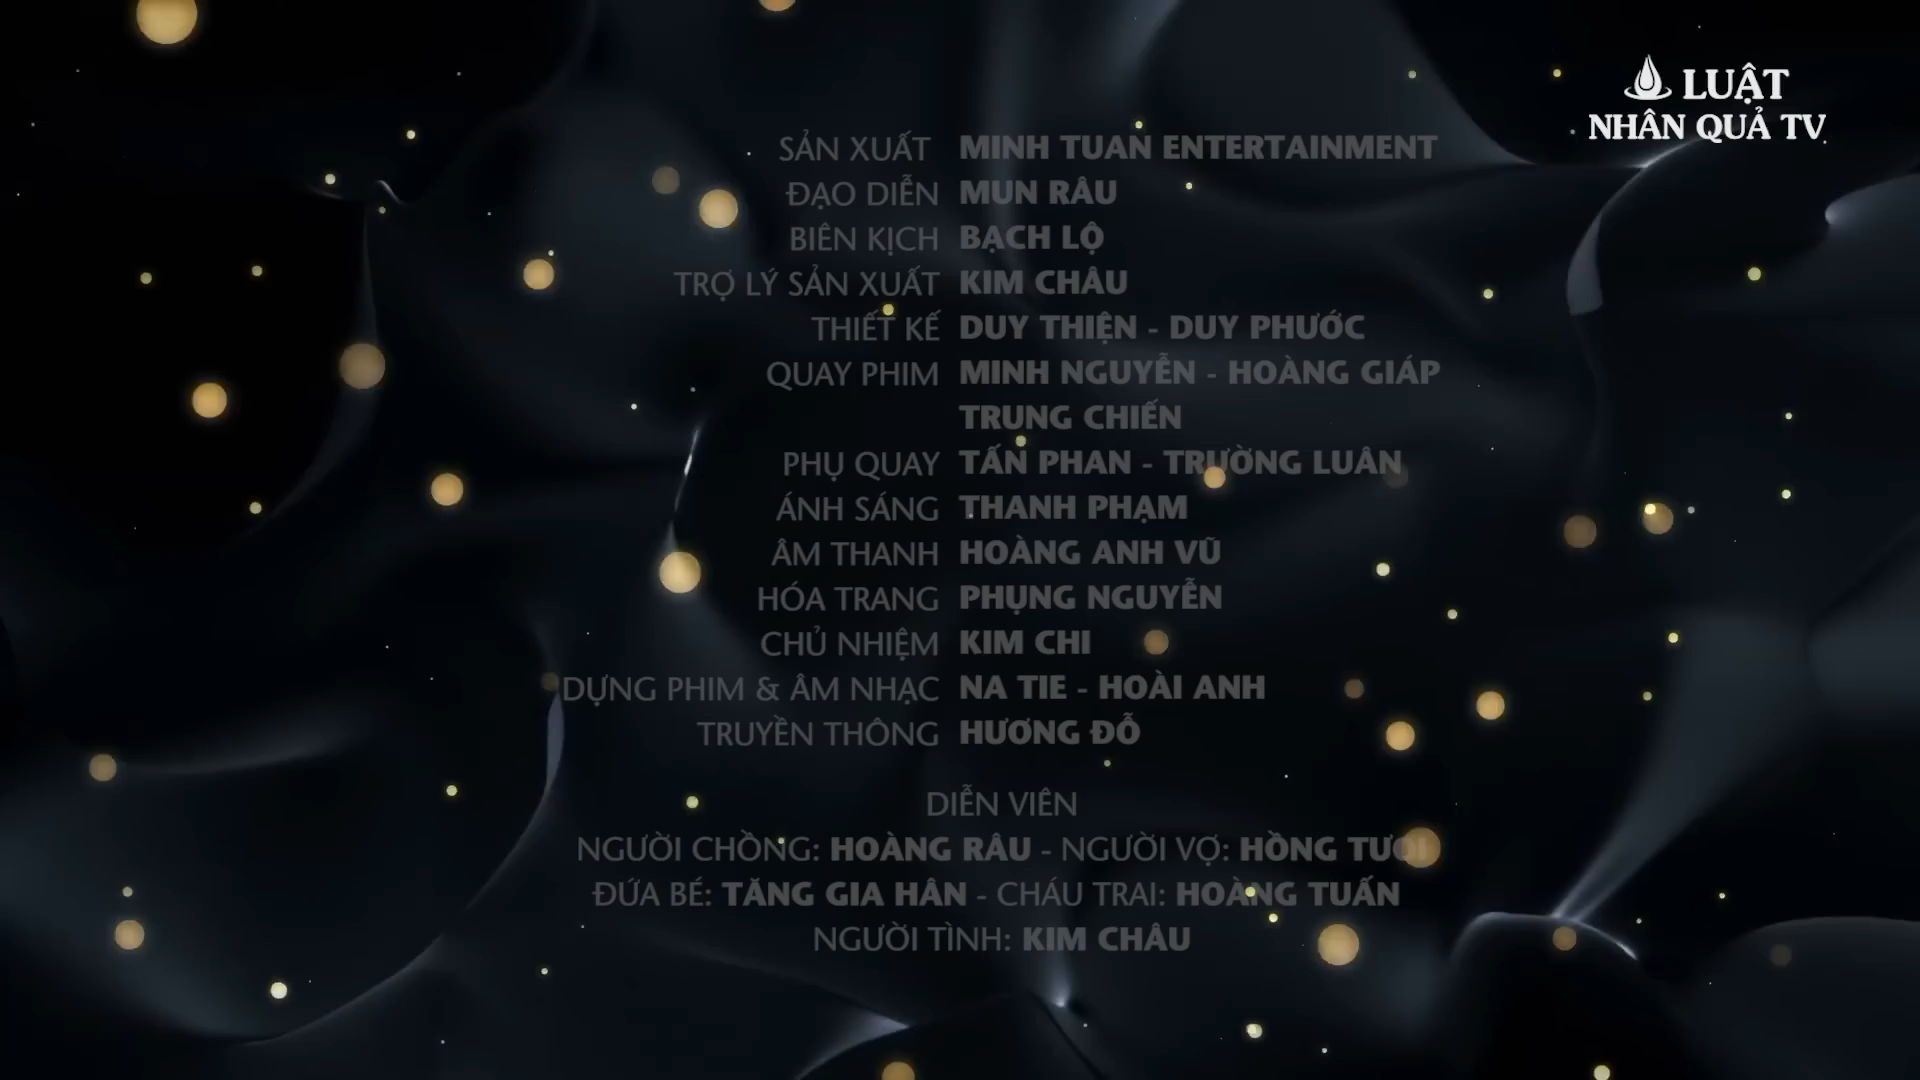 LUẬT
NHÂN QUẢ TV
SẢN XUẤT MINH TUAN ENTERTAINMENT
ĐẠO DIỄN MUN RÂU
BIÊN KỊCH BẠCH LỘ
TRỢ LÝ SẢN XUẤT KIM CHÂU
THIẾT KẾ DUY THIỆN - DUY PHƯỚC
QUAY PHIM MINH NGUYỄN - HOÀNG GIÁP
TRUNG CHIẾN
PHỤ QUAY TẤN PHAN - TRƯỜNG LUÂN
ÁNH SÁNG THANH PHẠM
ÂM THANH HOÀNG ANH VŨ
HÓA TRANG PHỤNG NGUYỄN
CHỦ NHIỆM KIM CHI
DỰNG PHIM & ÂM NHẠC NA TIE - HOÀI ANH
TRUYỀN THÔNG HƯƠNG ĐỖ
DIỄN VIÊN
NGƯỜI CHỒNG: HOÀNG RÂU - NGƯỜI VỢ: HỒNG TƯƠI
ĐỨA BÉ: TĂNG GIA HÂN - CHÁU TRAI: HOÀNG TUẤN
NGƯỜI TÌNH: KIM CHÂU